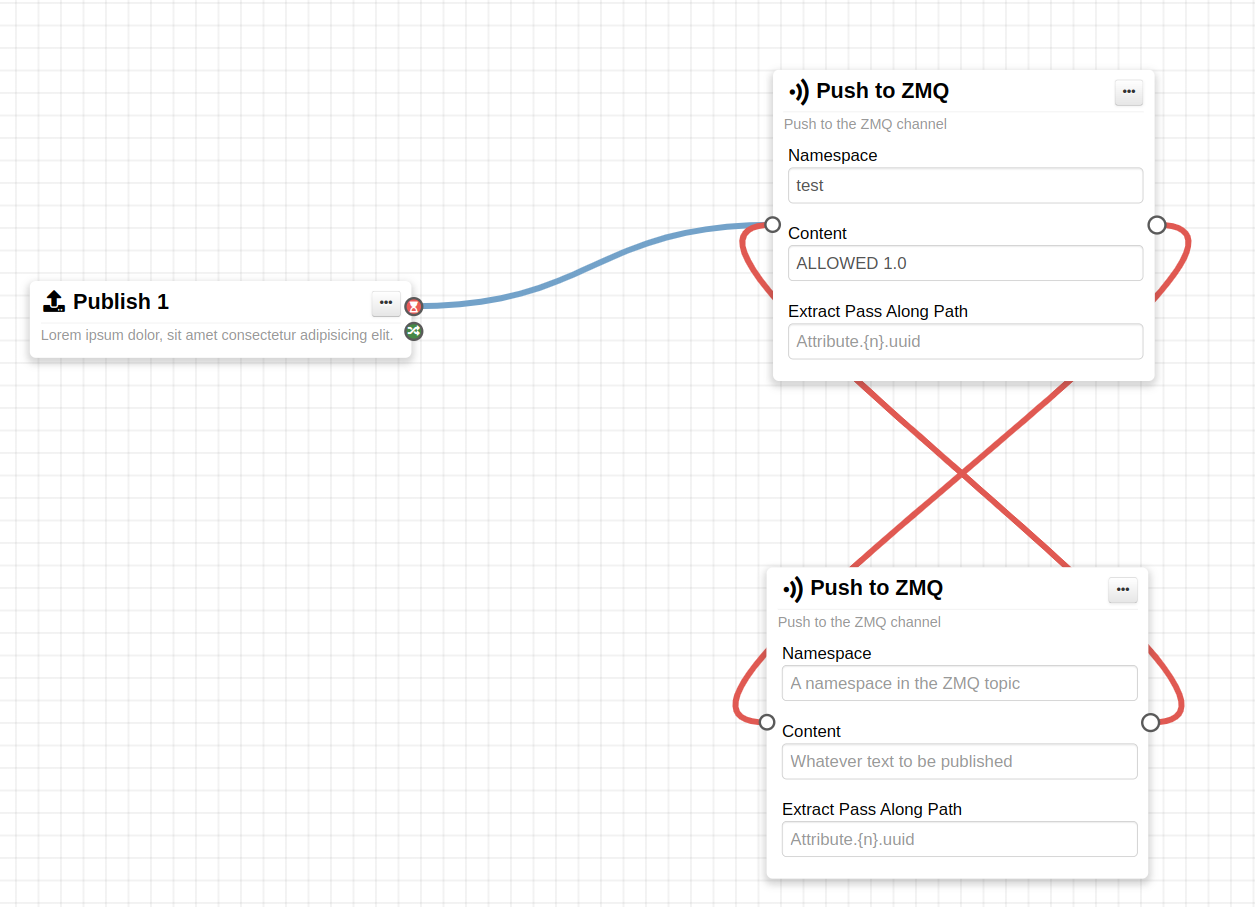 Push to ZMQ
Push to the ZMQ channel
Namespace
test
Content
ALLOWED 1.0
Extract Pass Along Path
Attribute.{n}.uuid
Publish 1
Lorem ipsum dolor, sit amet consectetur adipisicing elit.
Push to ZMQ
Push to the ZMQ channel
Namespace
A namespace in the ZMQ topic
Content
Whatever text to be published
Extract Pass Along Path
Attribute.{n}.uuid